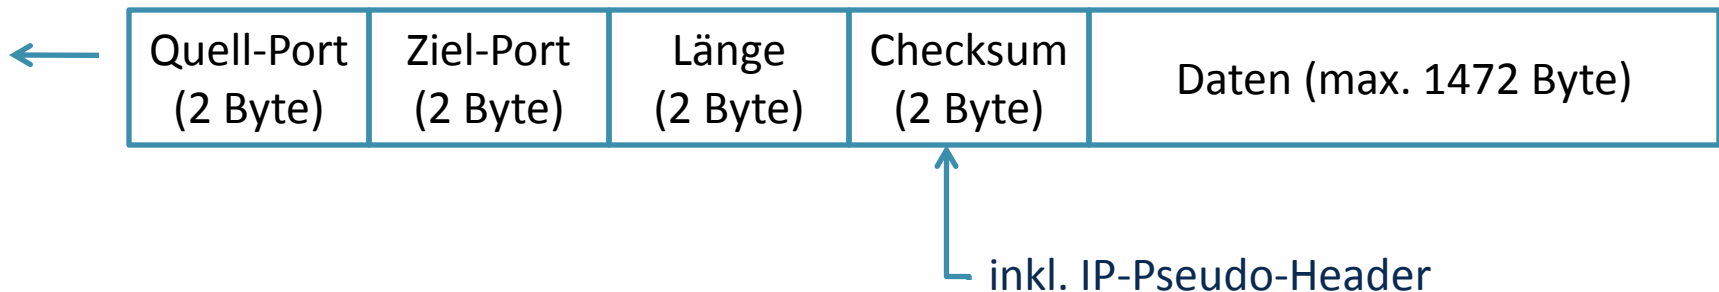 Quell-Port
(2 Byte)
Ziel-Port
(2 Byte)
Länge
(2 Byte)
Checksum
(2 Byte)
Daten (max. 1472 Byte)
inkl. IP-Pseudo-Header